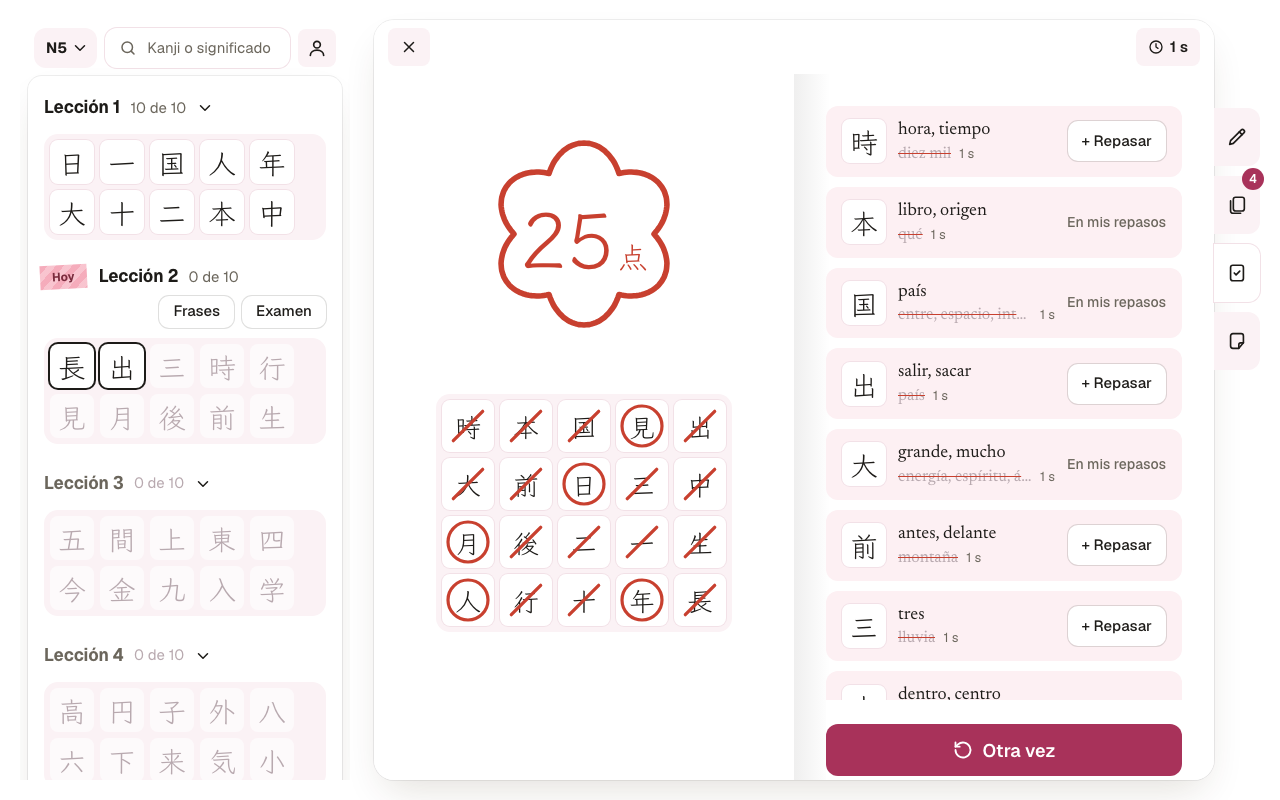 N5
Kanji o significado
Lección 1 10 de 10
日 一 国 人 年
大 十 二 本 中
Hoy Lección 2 0 de 10
Frases Examen
長 出 三 時 行
見 月 後 前 生
Lección 3 0 de 10
五 間 上 東 四
今 金 九 入 学
Lección 4 0 de 10
高 円 子 外 八
六 下 来 気 小
1 s
25点
時 本 国 見 出
大 前 日 三 中
月 後 二 一 生
人 行 十 年 長
時 hora, tiempo
diez mil 1 s
+ Repasar
本 libro, origen
qué 1 s
En mis repasos
国 país
entre, espacio, int... 1 s
En mis repasos
出 salir, sacar
país 1 s
+ Repasar
大 grande, mucho
energía, espíritu, á... 1 s
En mis repasos
前 antes, delante
montaña 1 s
+ Repasar
三 tres
lluvia 1 s
+ Repasar
dentro, centro
Otra vez
4